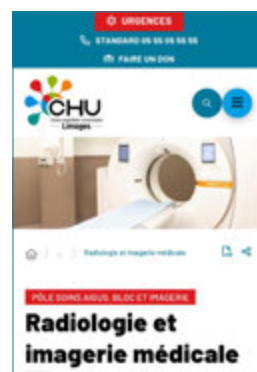 URGENCES
STANDARD 05 55 05 55 55
FAIRE UN DON
CHU
Limoges
Radiologie et imagerie médicale
PÔLE SOINS AIGUS, BLOC ET IMAGERIE
Radiologie et
imagerie médicale